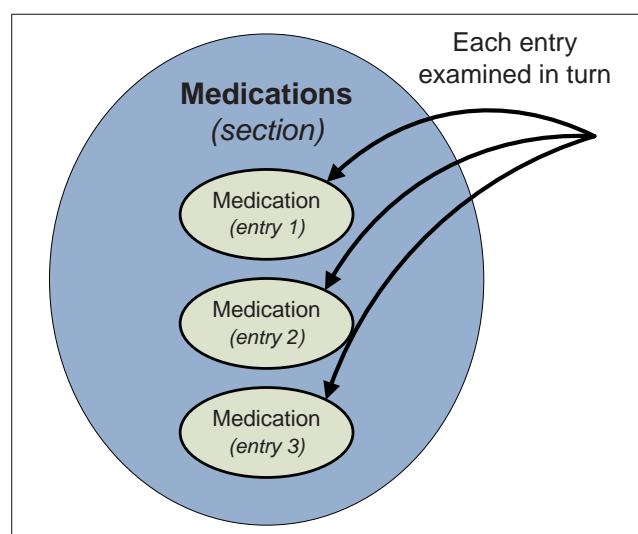 Each entry
examined in turn
Medications
(section)
Medication
(entry 1)
Medication
(entry 2)
Medication
(entry 3)